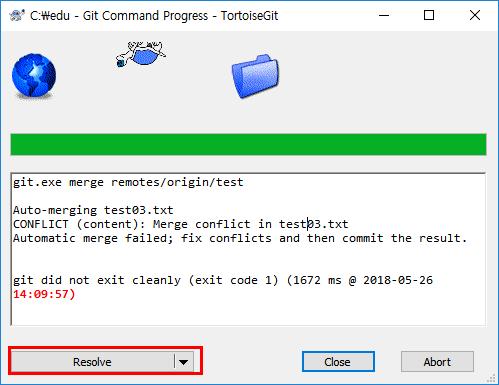 C:₩edu - Git Command Progress - TortoiseGit
git.exe merge remotes/origin/test
Auto-merging test03.txt
CONFLICT (content): Merge conflict in test03.txt
Automatic merge failed; fix conflicts and then commit the result.
git did not exit cleanly (exit code 1) (1672 ms @ 2018-05-26
14:09:57)
Resolve
Close
Abort